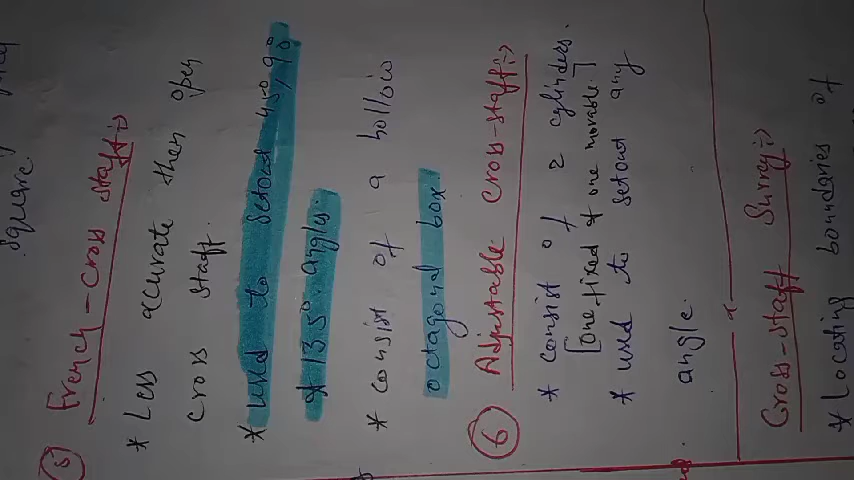 square.
⑤ French-cross staff:>
* Less accurate then open
cross staff.
* used to setout 45°, 90°
& 135° angles.
* consist of a hollow
octagonal box.
⑥ Adjustable cross-staff:>
* consist of 2 cylinders.
[one fixed & one movable.]
* used to setout any
angle.
Cross-staff Survey:>
* Locating boundaries of